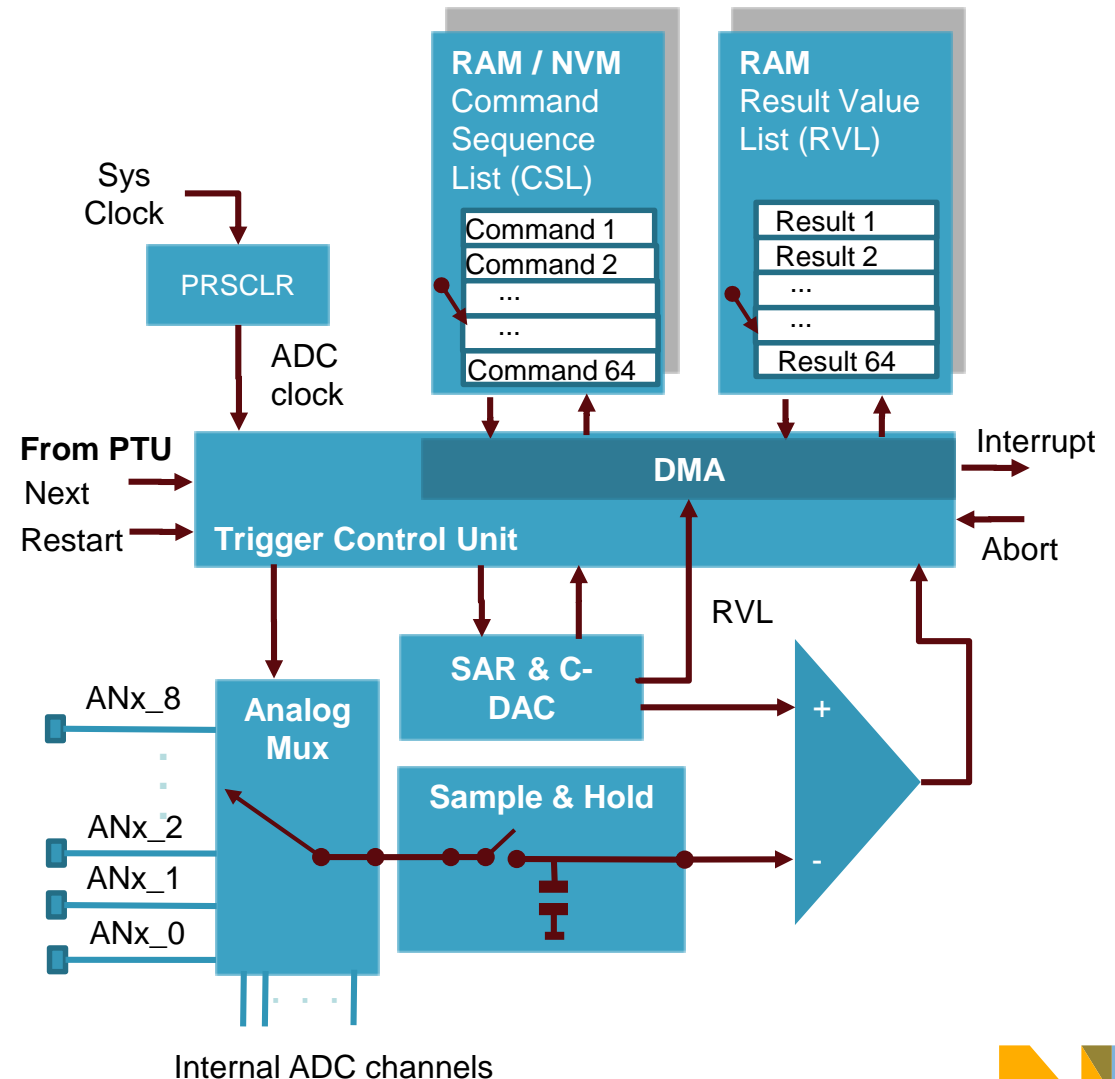 RAM / NVM
Command
Sequence
List (CSL)
Command 1
Command 2
...
...
Command 64
RAM
Result Value
List (RVL)
Result 1
Result 2
...
...
Result 64
Sys
Clock
PRSCLR
ADC
clock
From PTU
Next
Restart
DMA
Trigger Control Unit
Interrupt
Abort
RVL
SAR & C-
DAC
+
-
Analog
Mux
Sample & Hold
ANx_8
ANx_2
ANx_1
ANx_0
Internal ADC channels